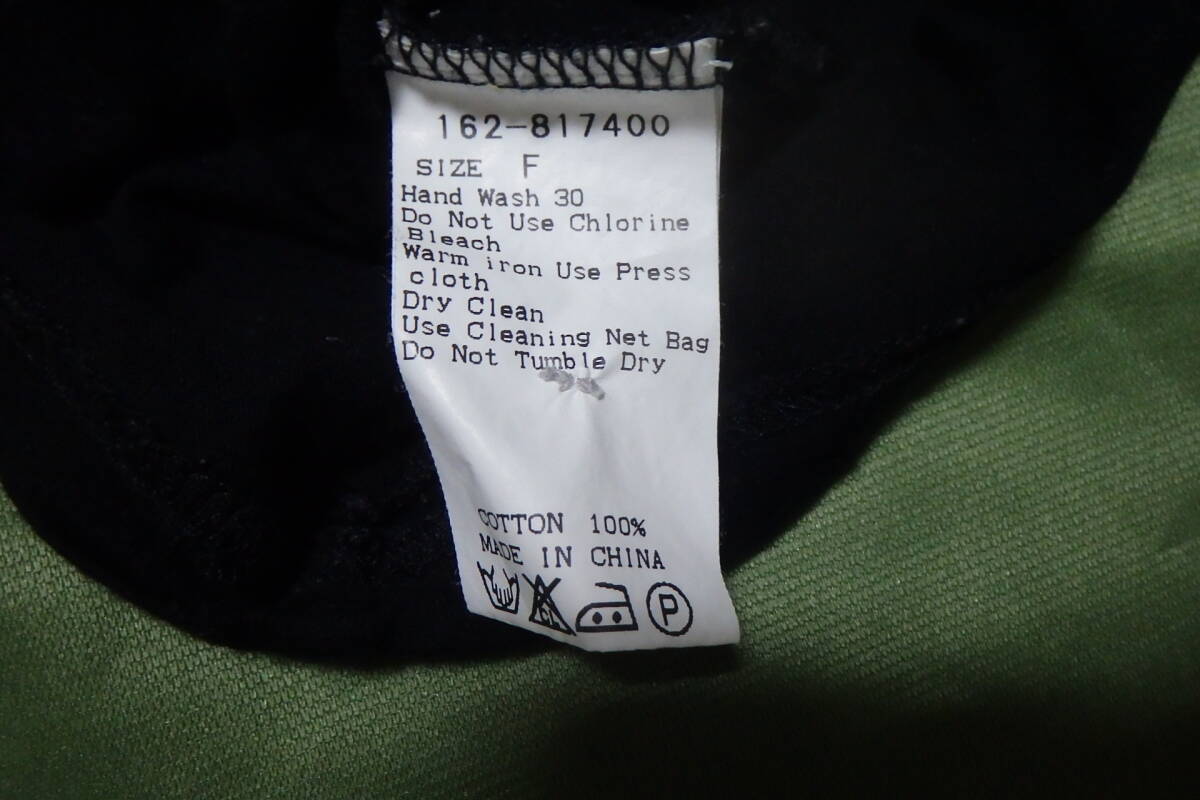 162-817400
SIZE F
Hand Wash 30
Do Not Use Chlorine
Bleach
Warm iron Use Press
cloth
Dry Clean
Use Cleaning Net Bag
Do Not Tumble Dry
COTTON 100%
MADE IN CHINA
CL P